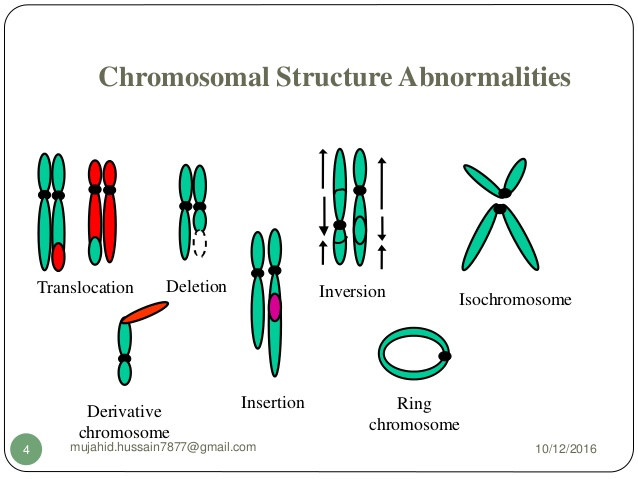 Chromosomal Structure Abnormalities
Translocation
Deletion
Inversion
Isochromosome
Derivative
chromosome
Insertion
Ring
chromosome
4
mujahid.hussain7877@gmail.com
10/12/2016